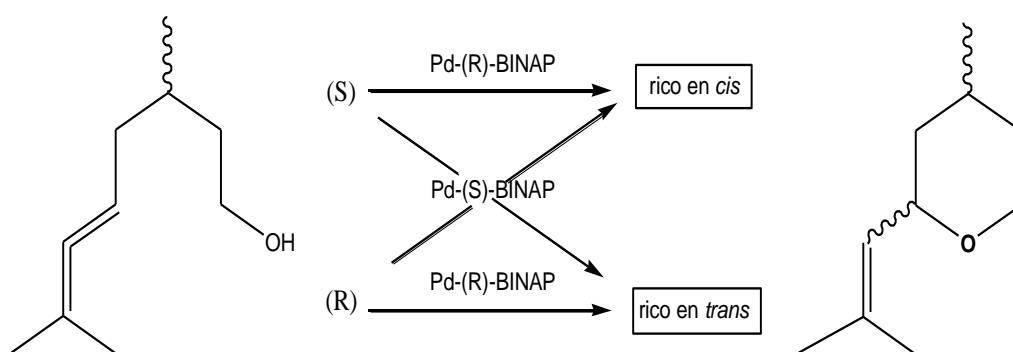 Pd-(R)-BINAP
(S)
rico en cis
Pd-(S)-BINAP
OH
O
Pd-(R)-BINAP
(R)
rico en trans